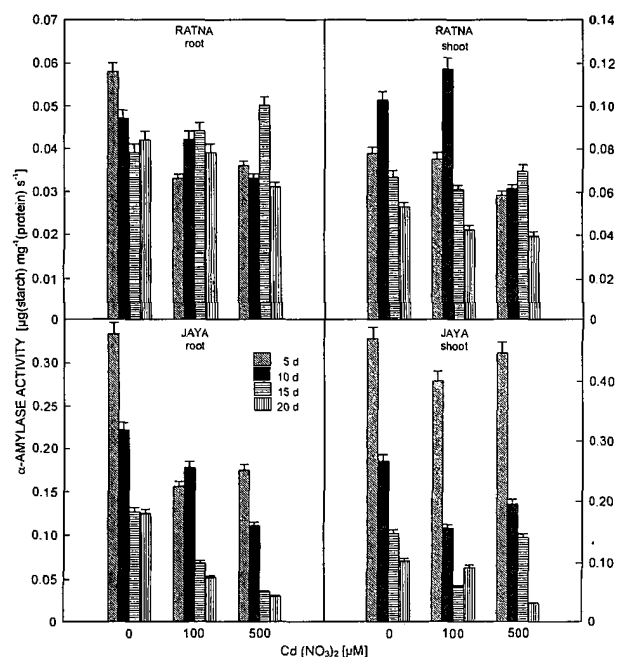 0.07
0.06
0.05
0.04
0.03
0.02
0.01
0
RATNA
root
RATNA
shoot
0.14
0.12
0.10
0.08
0.06
0.04
0.02
0
α-AMYLASE ACTIVITY [µg(starch) mg⁻¹(protein) s⁻¹]
0.30
0.25
0.20
0.15
0.10
0.05
0
JAYA
root
5 d
10 d
15 d
20 d
JAYA
shoot
0
0.40
0.30
0.20
0.10
0
0
100
500
0
100
500
Cd (NO₃)₂ [µM]